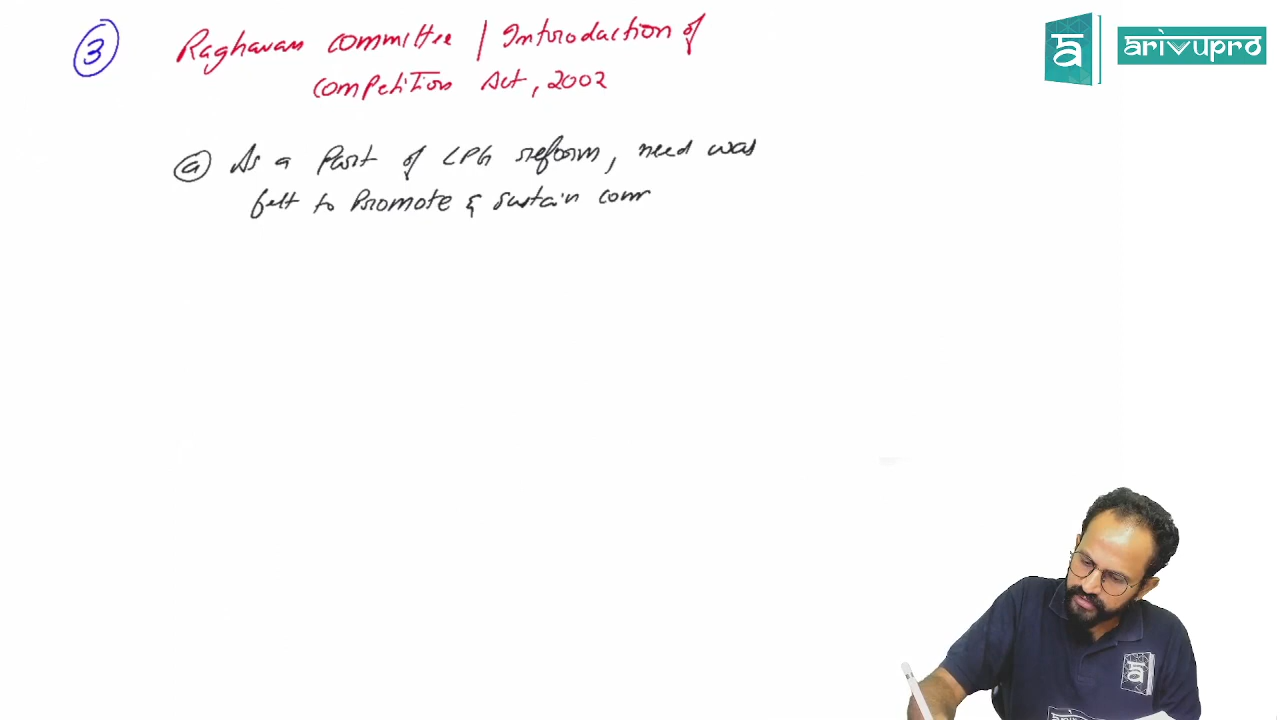 ③ Raghavan committee / Introdaction of
competition Act, 2002
ⓐ As a part of LPG reform, need was
felt to Promote & sustain com
arivupro